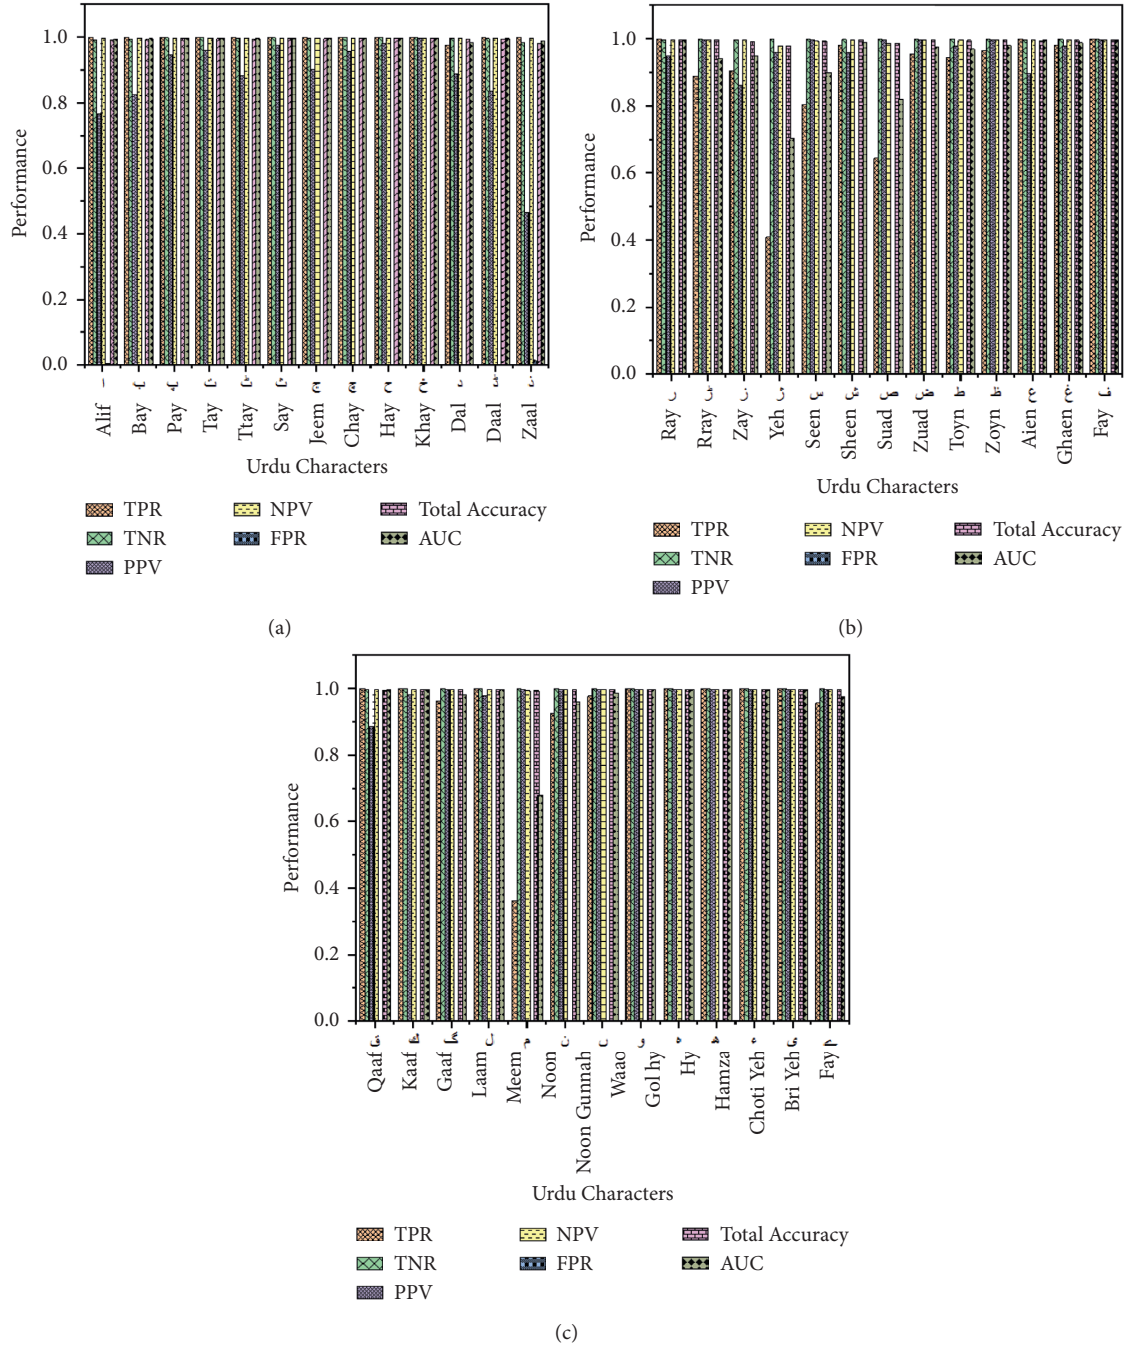 1.0
0.8
0.6
0.4
0.2
0.0
Performance
Alif
Bay
Pay
Tay
Ttay
Say
Jeem
Chay
Hay
Khay
Dal
Daal
Zaal
Urdu Characters
TPR NPV Total Accuracy
TNR FPR AUC
PPV
(a)
1.0
0.8
0.6
0.4
0.2
0.0
Performance
Ray
Rray
Zay
Yeh
Seen
Sheen
Suad
Zuad
Toyn
Zoyn
Aien
Ghaen
Fay
Urdu Characters
TPR NPV Total Accuracy
TNR FPR AUC
PPV
(b)
1.0
0.8
0.6
0.4
0.2
0.0
Performance
Qaaf
Kaaf
Gaaf
Laam
Meem م
Noon ن
Noon Gunnah ں
Waao و
Gol hy
Hy
Hamza
Choti Yeh
Bri Yeh
Fay
Urdu Characters
TPR NPV Total Accuracy
TNR FPR AUC
PPV
(c)